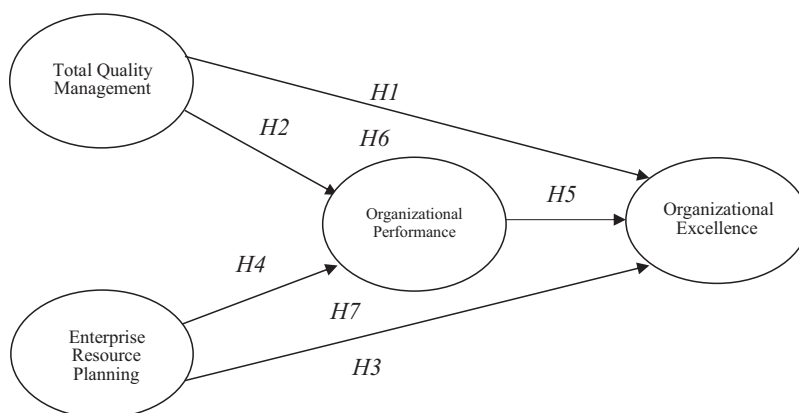 Total Quality
Management
H1
H2
H6
Organizational
Performance
H5
Organizational
Excellence
H4
H7
Enterprise
Resource
Planning
H3